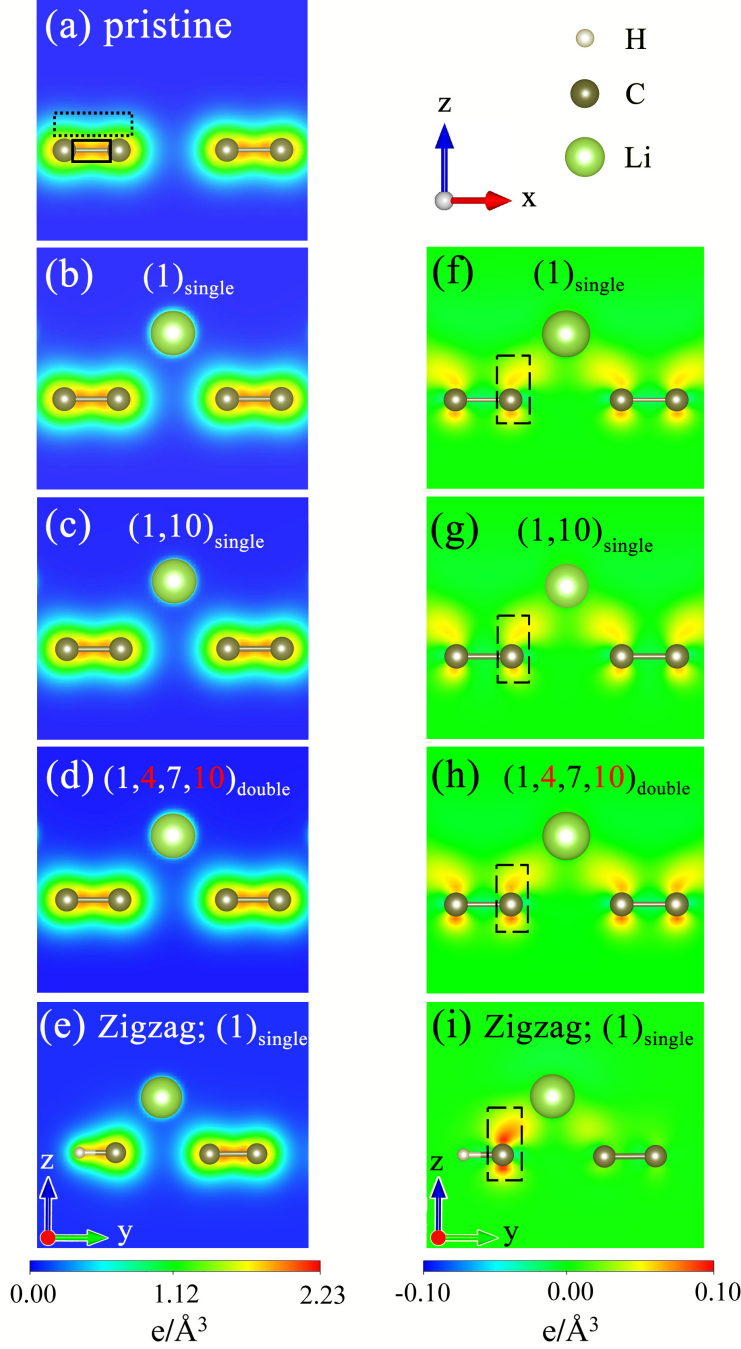 (a) pristine
H
C
Li
z
x
(b) (1)single
(f) (1)single
(c) (1,10)single
(g) (1,10)single
(d) (1,4,7,10)double
(h) (1,4,7,10)double
(e) Zigzag; (1)single
(i) Zigzag; (1)single
z
y
z
y
0.00 1.12 2.23
e/Å³
-0.10 0.00 0.10
e/Å³